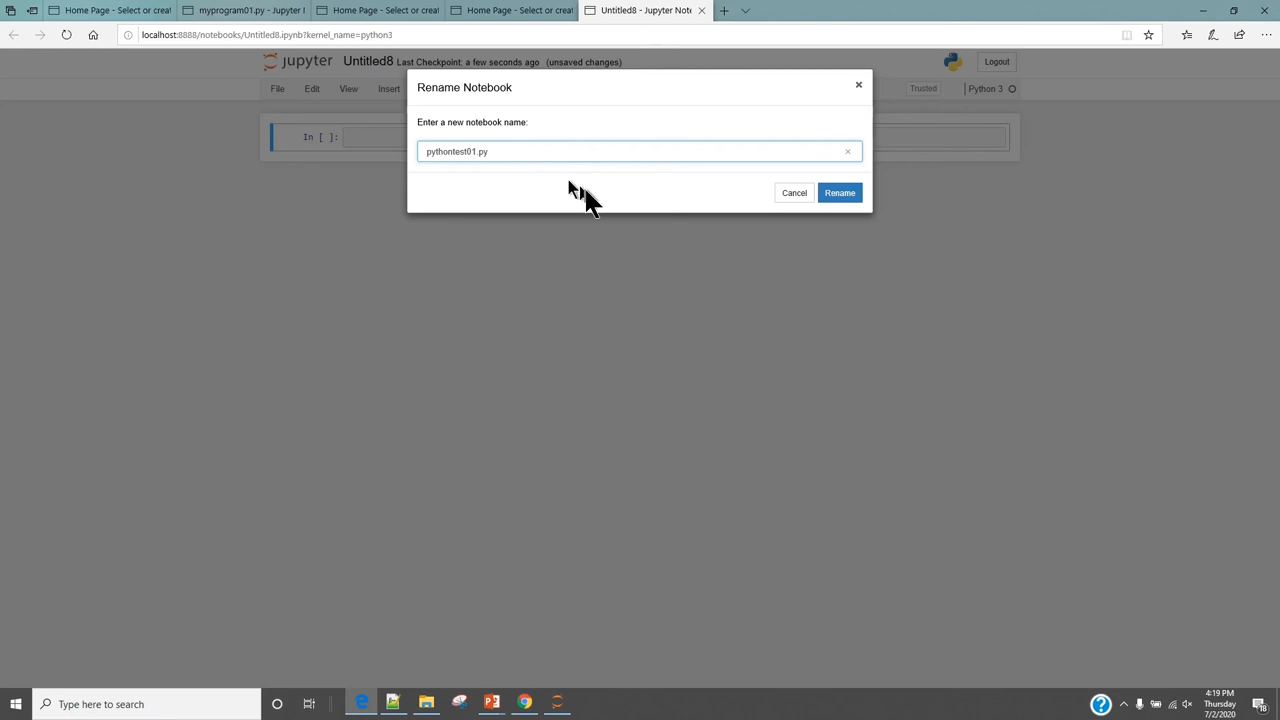 Home Page - Select or creat
myprogram01.py - Jupyter I
Home Page - Select or creat
Home Page - Select or creat
Untitled8 - Jupyter Note
localhost:8888/notebooks/Untitled8.ipynb?kernel_name=python3
jupyter Untitled8 Last Checkpoint: a few seconds ago (unsaved changes)
Logout
File Edit View Insert
Trusted
Python 3
Rename Notebook
Enter a new notebook name:
pythontest01.py
Cancel
Rename
In [ ]:
Type here to search
4:19 PM
Thursday
7/2/2020